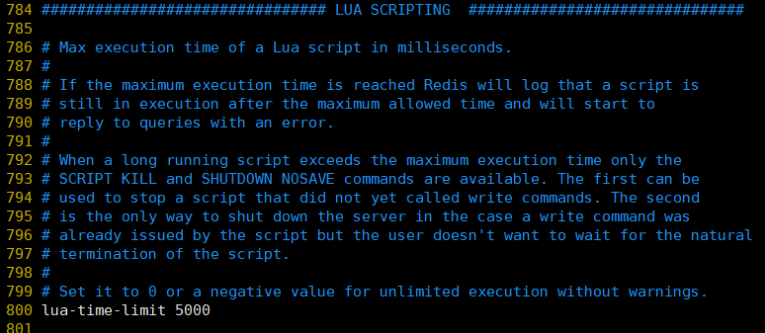 784 ################################ LUA SCRIPTING  ###############################
785
786 # Max execution time of a Lua script in milliseconds.
787 #
788 # If the maximum execution time is reached Redis will log that a script is
789 # still in execution after the maximum allowed time and will start to
790 # reply to queries with an error.
791 #
792 # When a long running script exceeds the maximum execution time only the
793 # SCRIPT KILL and SHUTDOWN NOSAVE commands are available. The first can be
794 # used to stop a script that did not yet called write commands. The second
795 # is the only way to shut down the server in the case a write command was
796 # already issued by the script but the user doesn't want to wait for the natural
797 # termination of the script.
798 #
799 # Set it to 0 or a negative value for unlimited execution without warnings.
800 lua-time-limit 5000
801